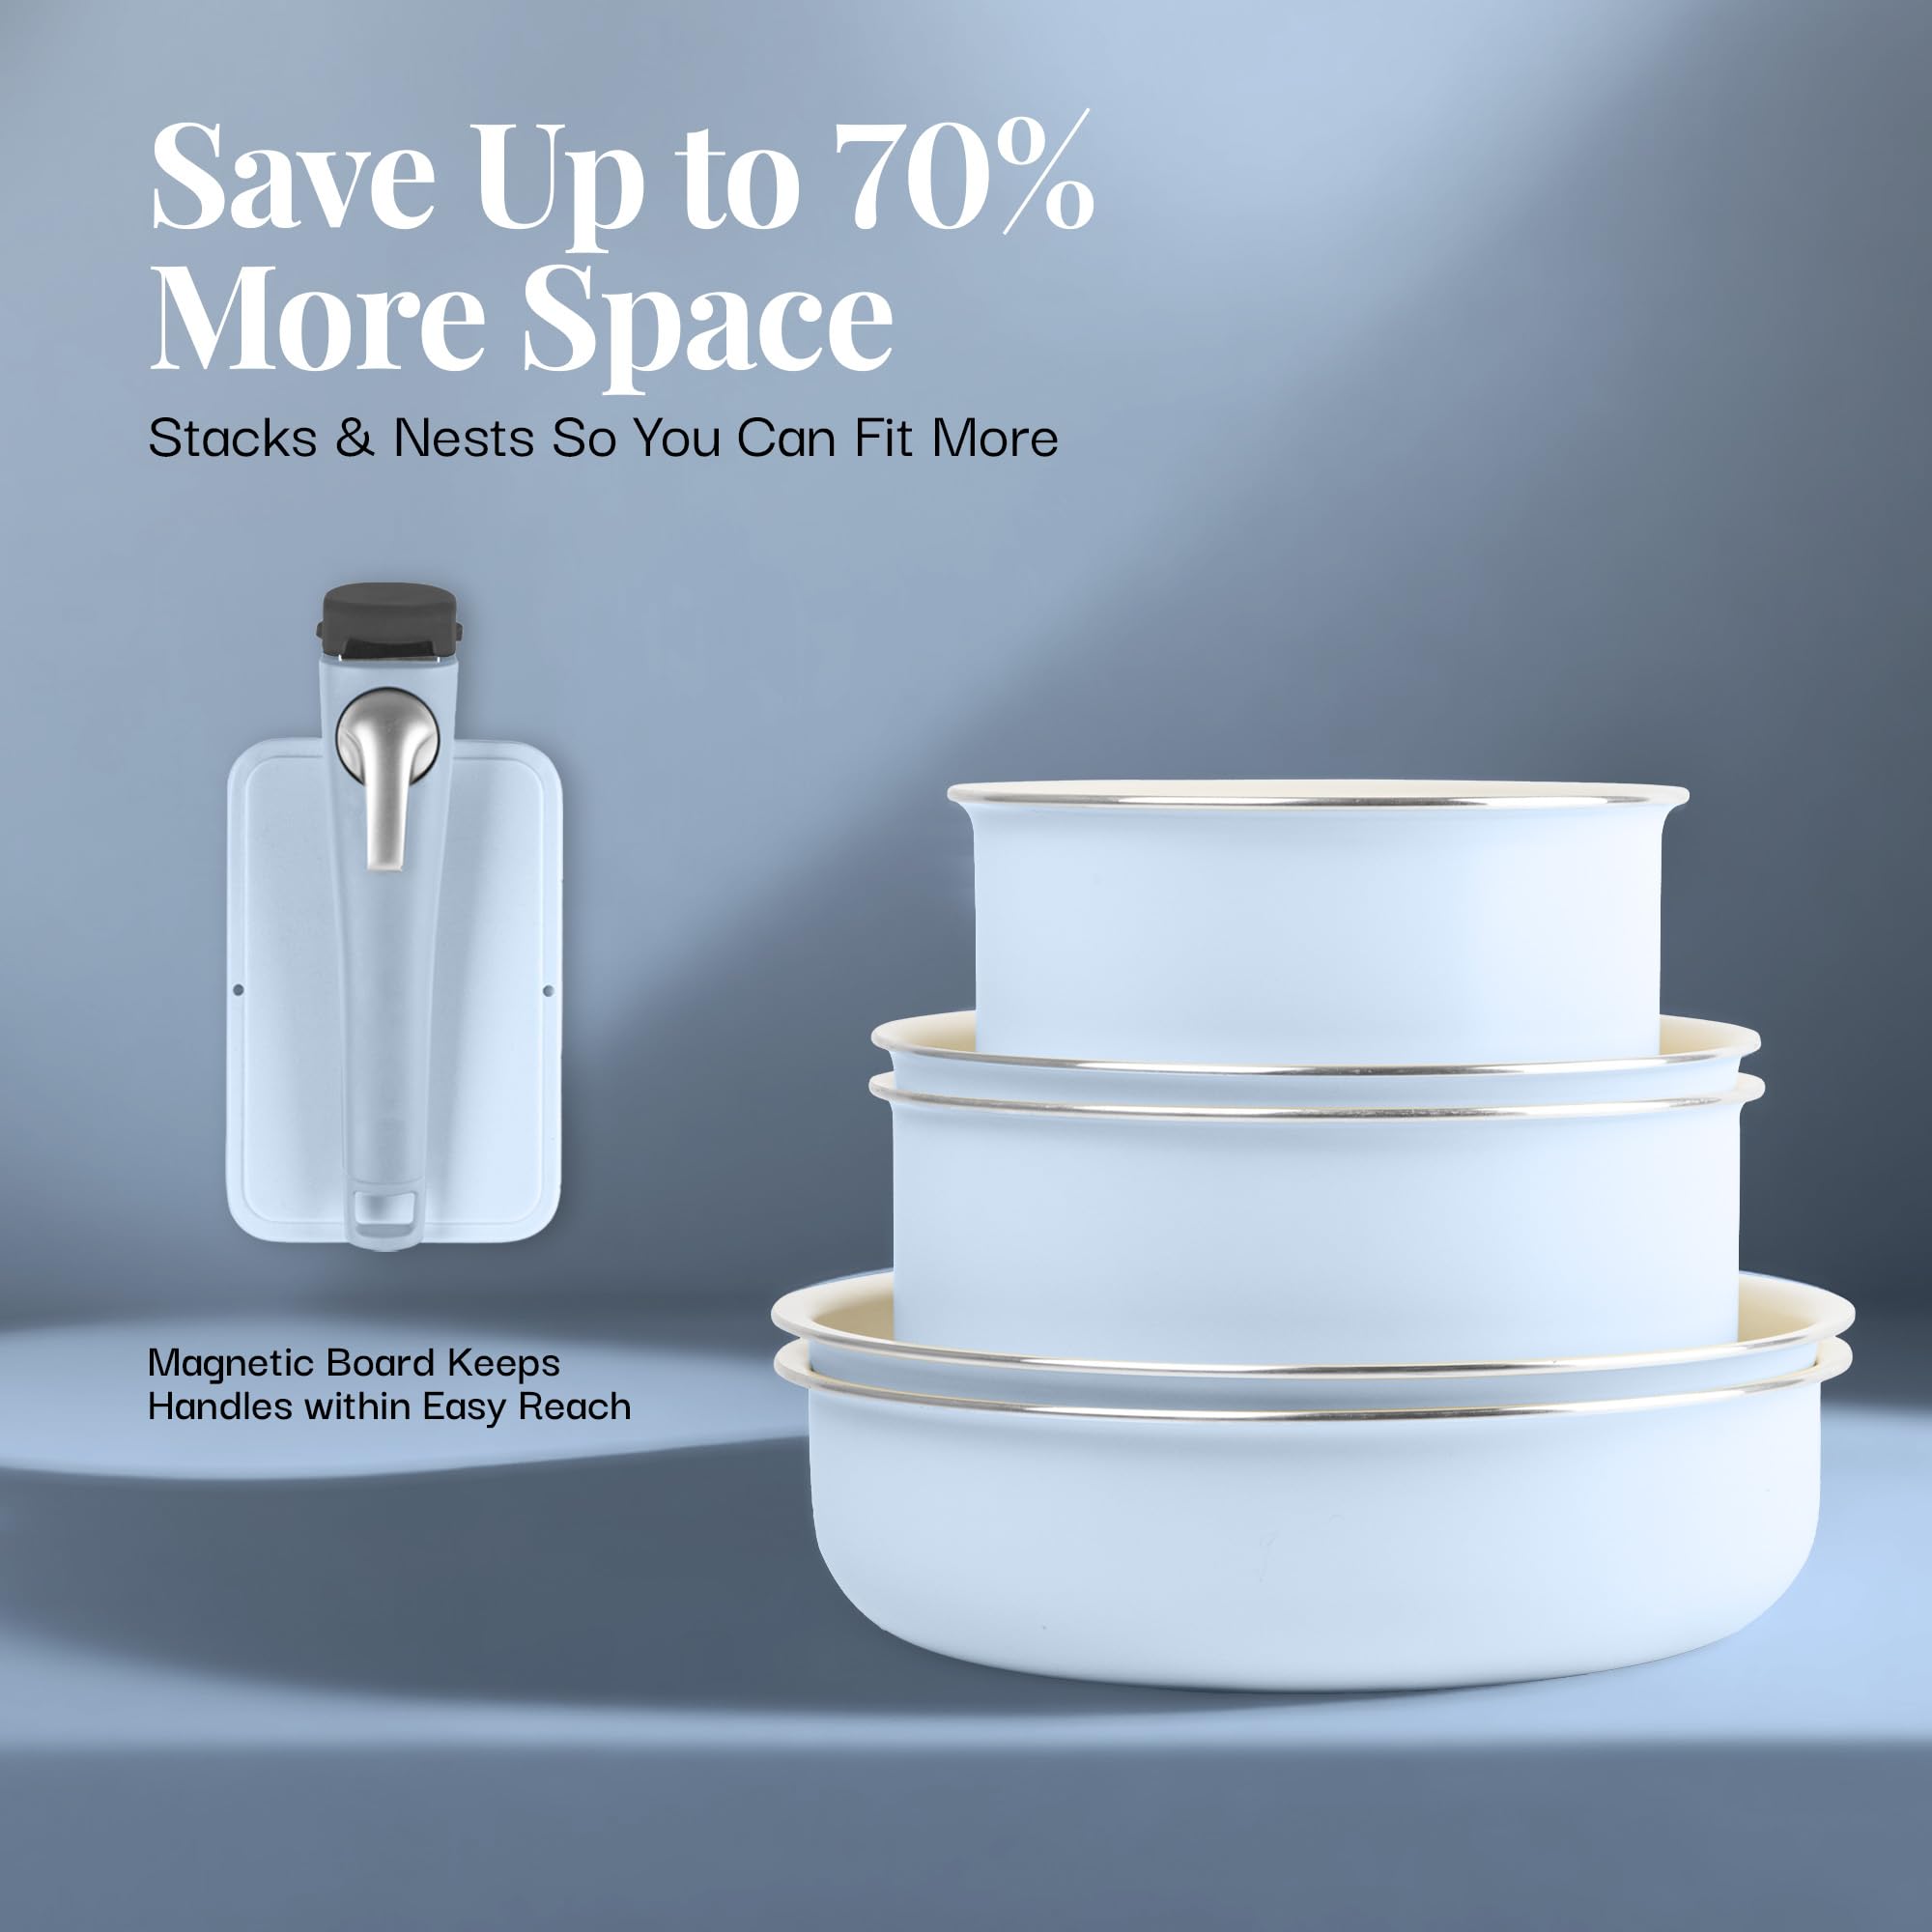 Save Up to 70%
More Space
Stacks & Nests So You Can Fit More
Magnetic Board Keeps
Handles within Easy Reach